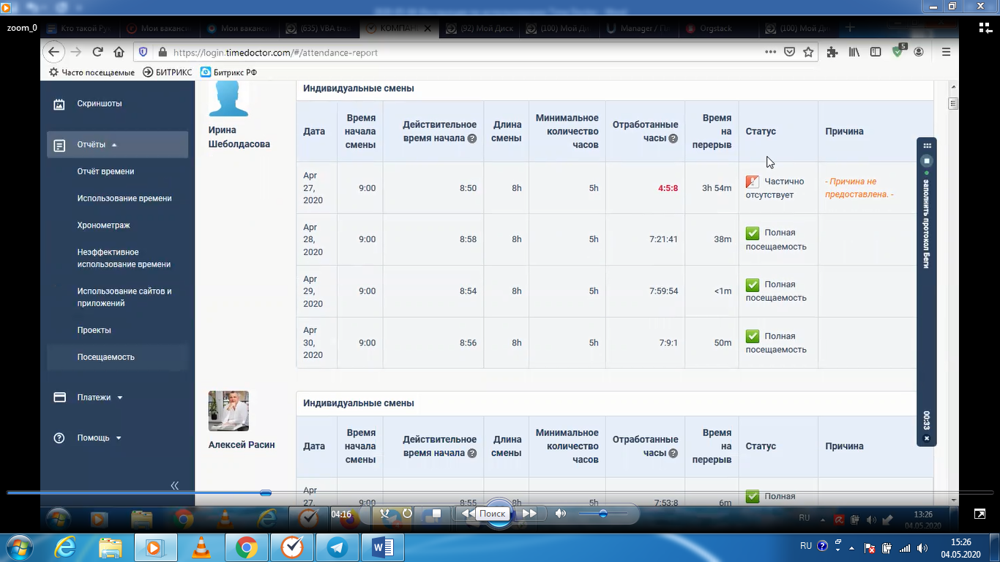 zoom_0
Мои ваканс
Мои ваканси
(635) VBA tran
КОМПАНИ
(92) Мой Диск
(100) Мой Ди
Manager / П
Orgstack
(100) Мой Ди
https://login.timedoctor.com/#/attendance-report
5
Часто посещаемые
БИТРИКС
Битрикс РФ
Скриншоты
Отчёты
Отчёт времени
Использование времени
Хронометраж
Неэффективное
использование времени
Использование сайтов и
приложений
Проекты
Посещаемость
Платежи
Помощь
Ирина
Шеболдасова
Индивидуальные смены
Дата
Время
начала
смены
Действительное
время начала ?
Длина
смены
Минимальное
количество
часов
Отработанные
часы ?
Время
на
перерыв
Статус
Причина
Apr
27,
2020
9:00
8:50
8h
5h
4:5:8
3h 54m
Частично
отсутствует
- Причина не
предоставлена. -
Apr
28,
2020
9:00
8:58
8h
5h
7:21:41
38m
Полная
посещаемость
Apr
29,
2020
9:00
8:54
8h
5h
7:59:54
<1m
Полная
посещаемость
Apr
30,
2020
9:00
8:56
8h
5h
7:9:1
50m
Полная
посещаемость
Алексей Расин
Индивидуальные смены
Дата
Время
начала
смены
Действительное
время начала ?
Длина
смены
Минимальное
количество
часов
Отработанные
часы ?
Время
на
перерыв
Статус
Причина
Apr
27,
9:00
8:55
8h
5h
7:53:8
6m
Полная
заполнить протокол Беги
00:33
04:16
Поиск
RU
13:26
04.05.2020
RU
15:26
04.05.2020